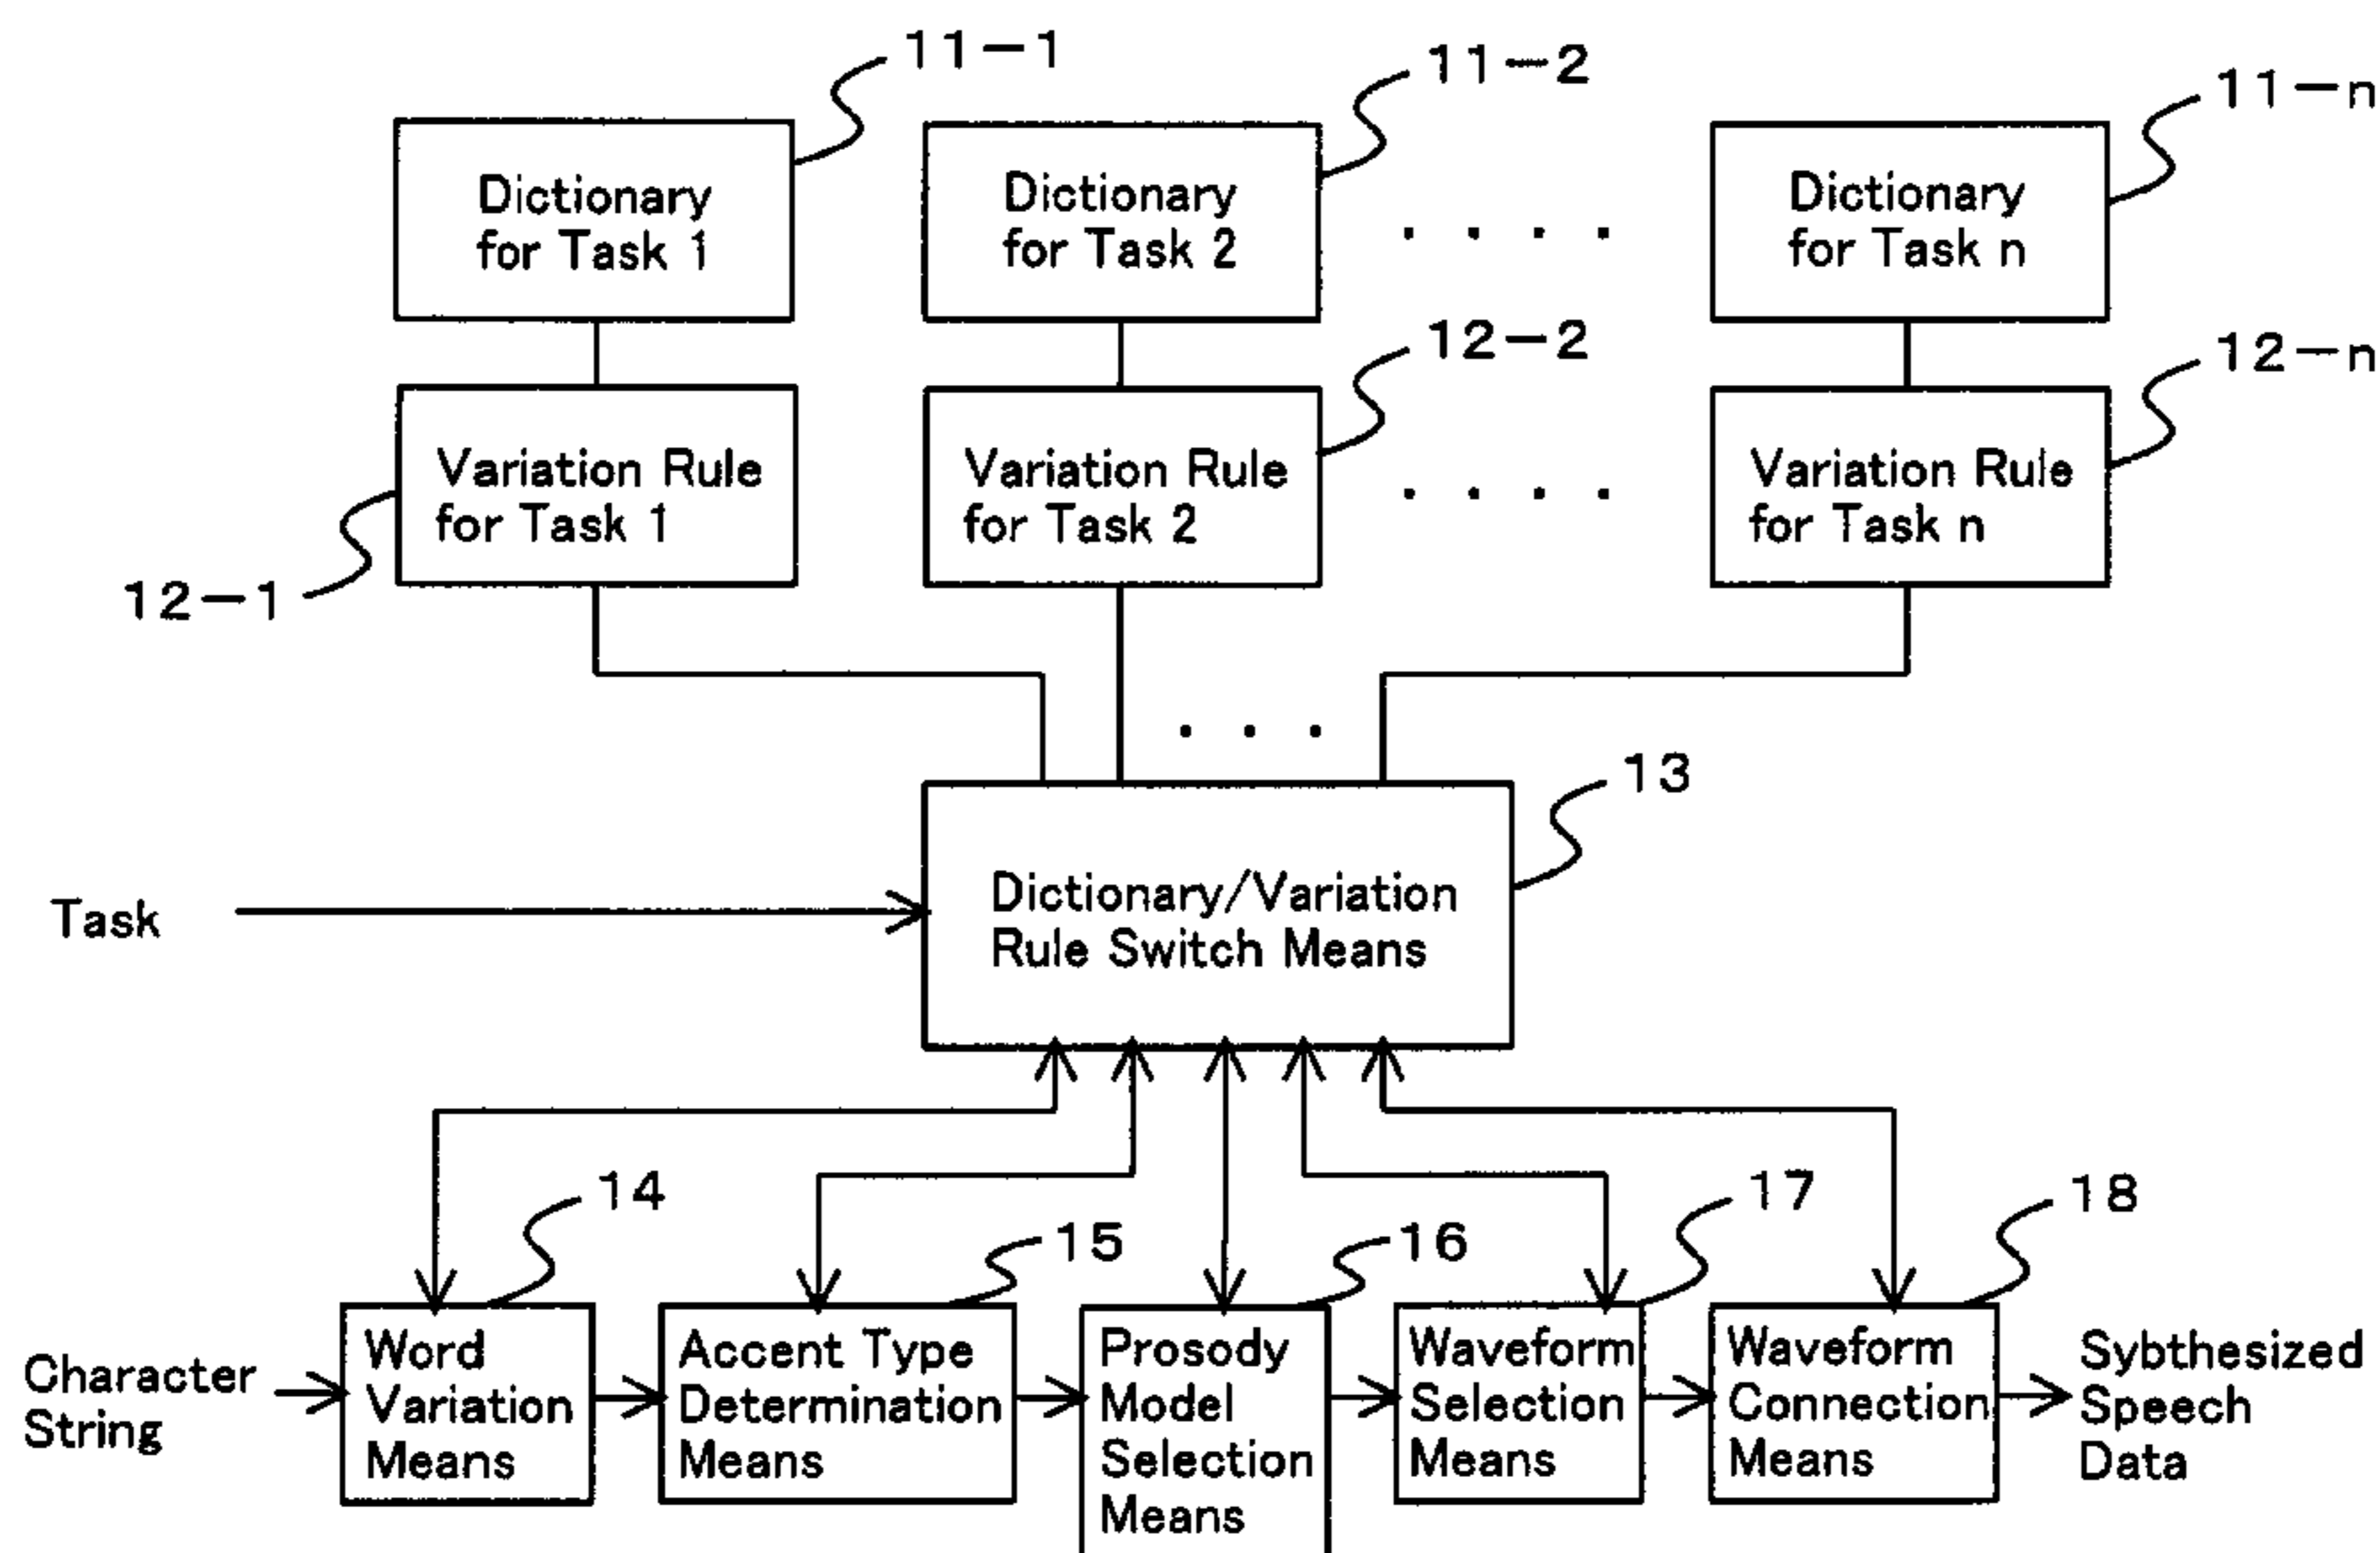 11-1
11-2
11-n
Dictionary
for Task 1
Dictionary
for Task 2
. . . .
Dictionary
for Task n
12-2
12-n
Variation Rule
for Task 1
Variation Rule
for Task 2
. . . .
Variation Rule
for Task n
12-1
. . .
13
Task
Dictionary/Variation
Rule Switch Means
14
15
16
17
18
Character
String
Word
Variation
Means
Accent Type
Determination
Means
Prosody
Model
Selection
Means
Waveform
Selection
Means
Waveform
Connection
Means
Sybthesized
Speech
Data